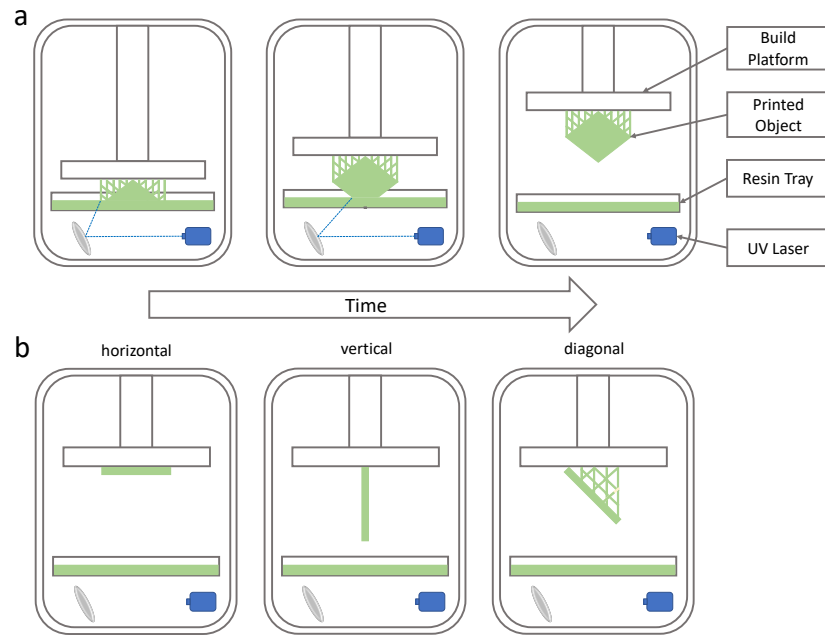 a
Build
Platform
Printed
Object
Resin Tray
UV Laser
Time
b
horizontal
vertical
diagonal